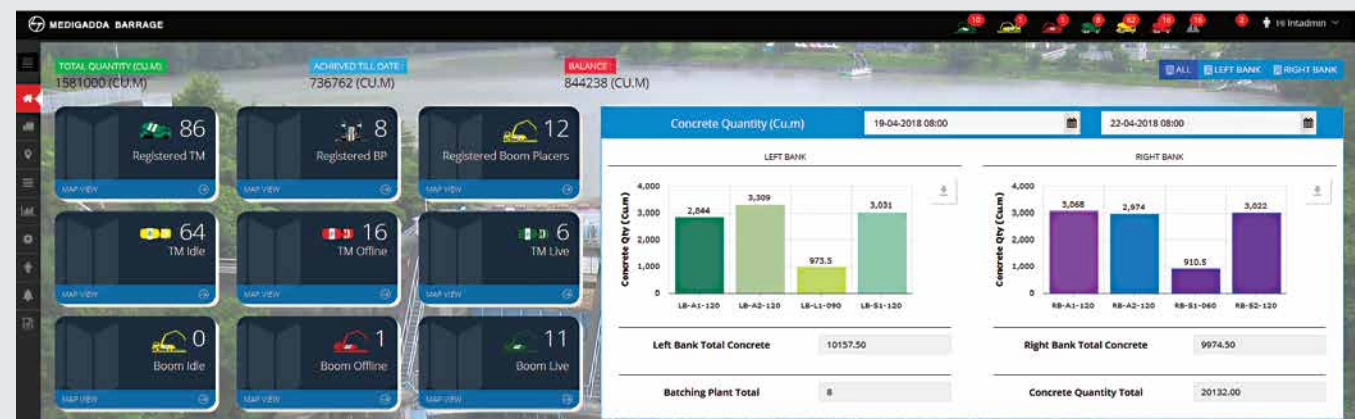 MEDIGADDA BARRAGE
10 1 1 8 62 16 16 2 Hi lntadmin
TOTAL QUANTITY (CU.M) :
1581000 (CU.M)
ACHIEVED TILL DATE :
736762 (CU.M)
BALANCE :
844238 (CU.M)
ALL LEFT BANK RIGHT BANK
86
Registered TM
MAP VIEW
8
Registered BP
MAP VIEW
12
Registered Boom Placers
MAP VIEW
64
TM Idle
MAP VIEW
16
TM Offline
MAP VIEW
6
TM Live
MAP VIEW
0
Boom Idle
MAP VIEW
1
Boom Offline
MAP VIEW
11
Boom Live
MAP VIEW
Concrete Quantity (Cu.m) 19-04-2018 08:00 22-04-2018 08:00
LEFT BANK
Concrete Qty (Cu.m)
4,000
3,000
2,000
1,000
0
2,844 3,309 973.5 3,031
LB-A1-120 LB-A2-120 LB-L1-090 LB-S1-120
Left Bank Total Concrete 10157.50
Batching Plant Total 8
RIGHT BANK
Concrete Qty (Cu.m)
4,000
3,000
2,000
1,000
0
3,068 2,974 910.5 3,022
RB-A1-120 RB-A2-120 RB-S1-060 RB-S2-120
Right Bank Total Concrete 9974.50
Concrete Quantity Total 20132.00